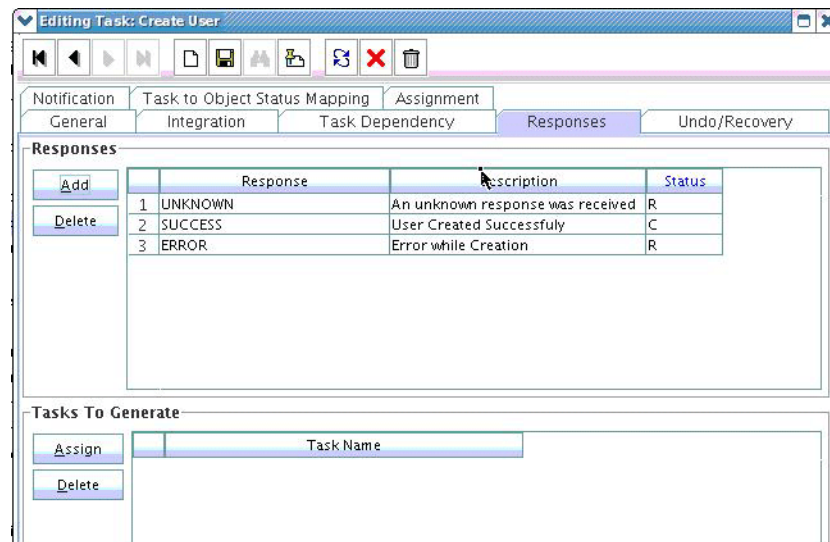 Editing Task: Create User
Notification Task to Object Status Mapping Assignment
General Integration Task Dependency Responses Undo/Recovery
Responses
Add
Delete
Response Description Status
1 UNKNOWN An unknown response was received R
2 SUCCESS User Created Successfuly C
3 ERROR Error while Creation R
Tasks To Generate
Assign
Delete
Task Name